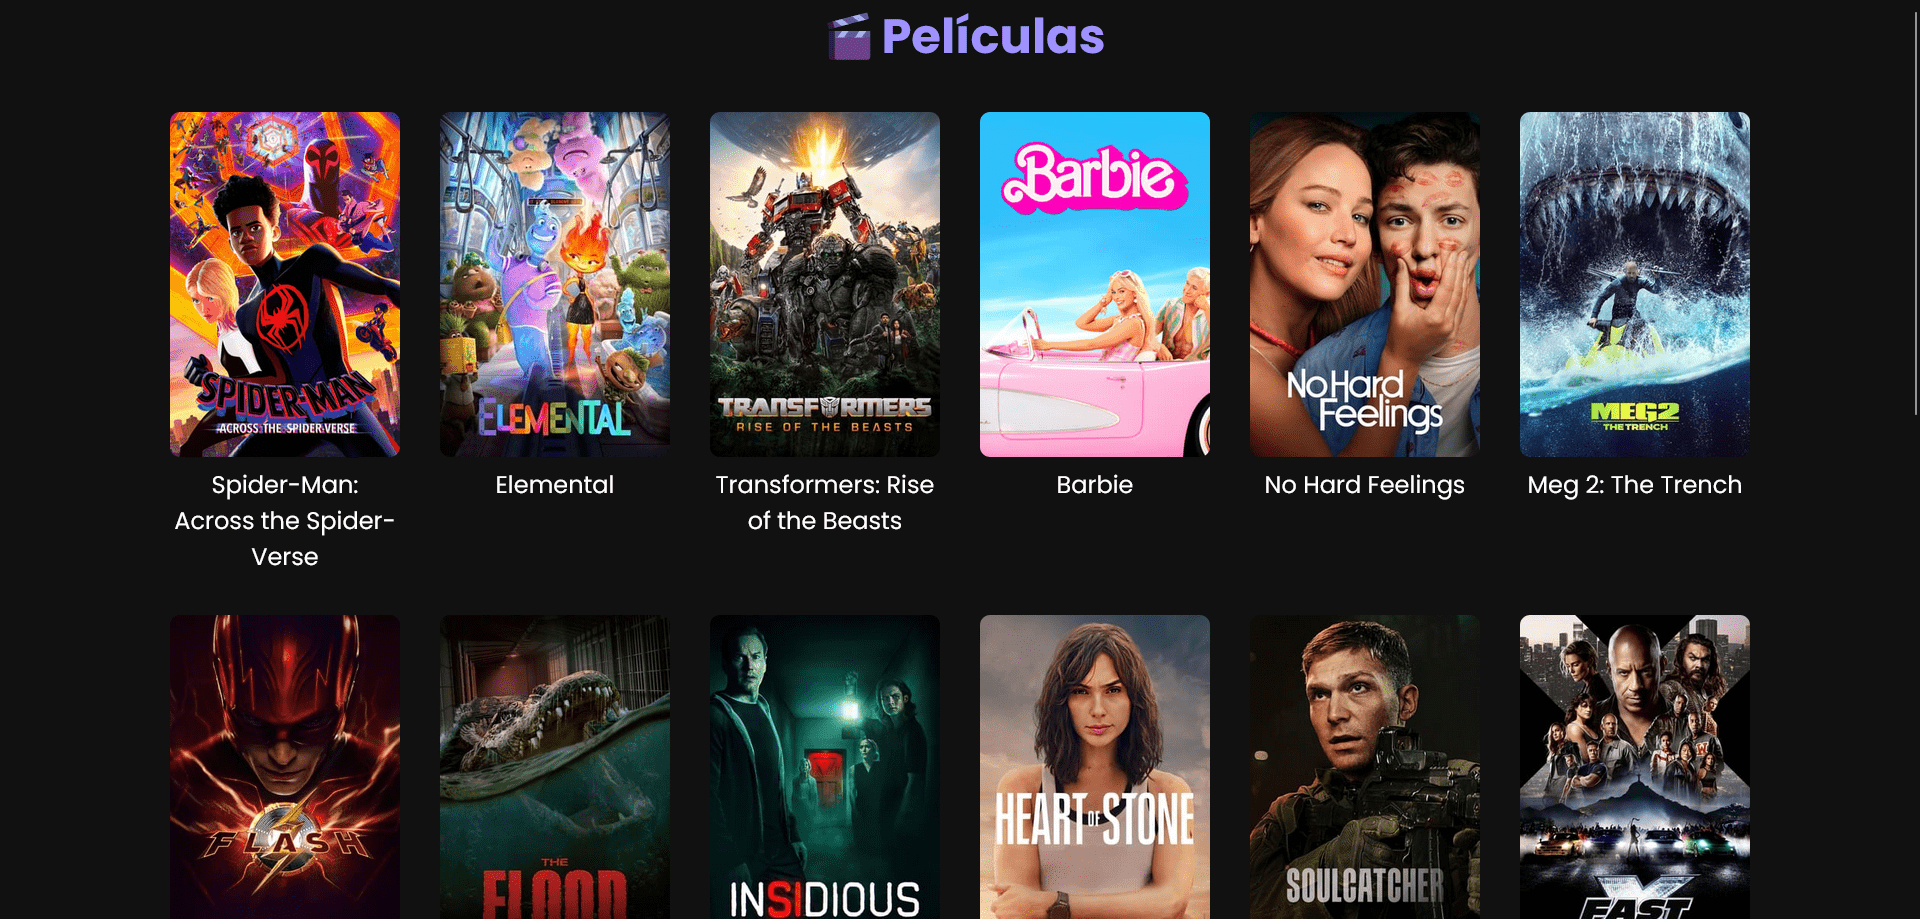 Películas
Barbie
SPIDER-MAN
ACROSS THE SPIDER-VERSE
ELEMENTAL
TRANSFORMERS
RISE OF THE BEASTS
No Hard
Feelings
MEG 2
THE TRENCH
Spider-Man:
Across the Spider-
Verse
Elemental
Transformers: Rise
of the Beasts
Barbie
No Hard Feelings
Meg 2: The Trench
FLASH
THE
FLOOD
INSIDIOUS
HEART OF STONE
SOULCATCHER
X
FAST